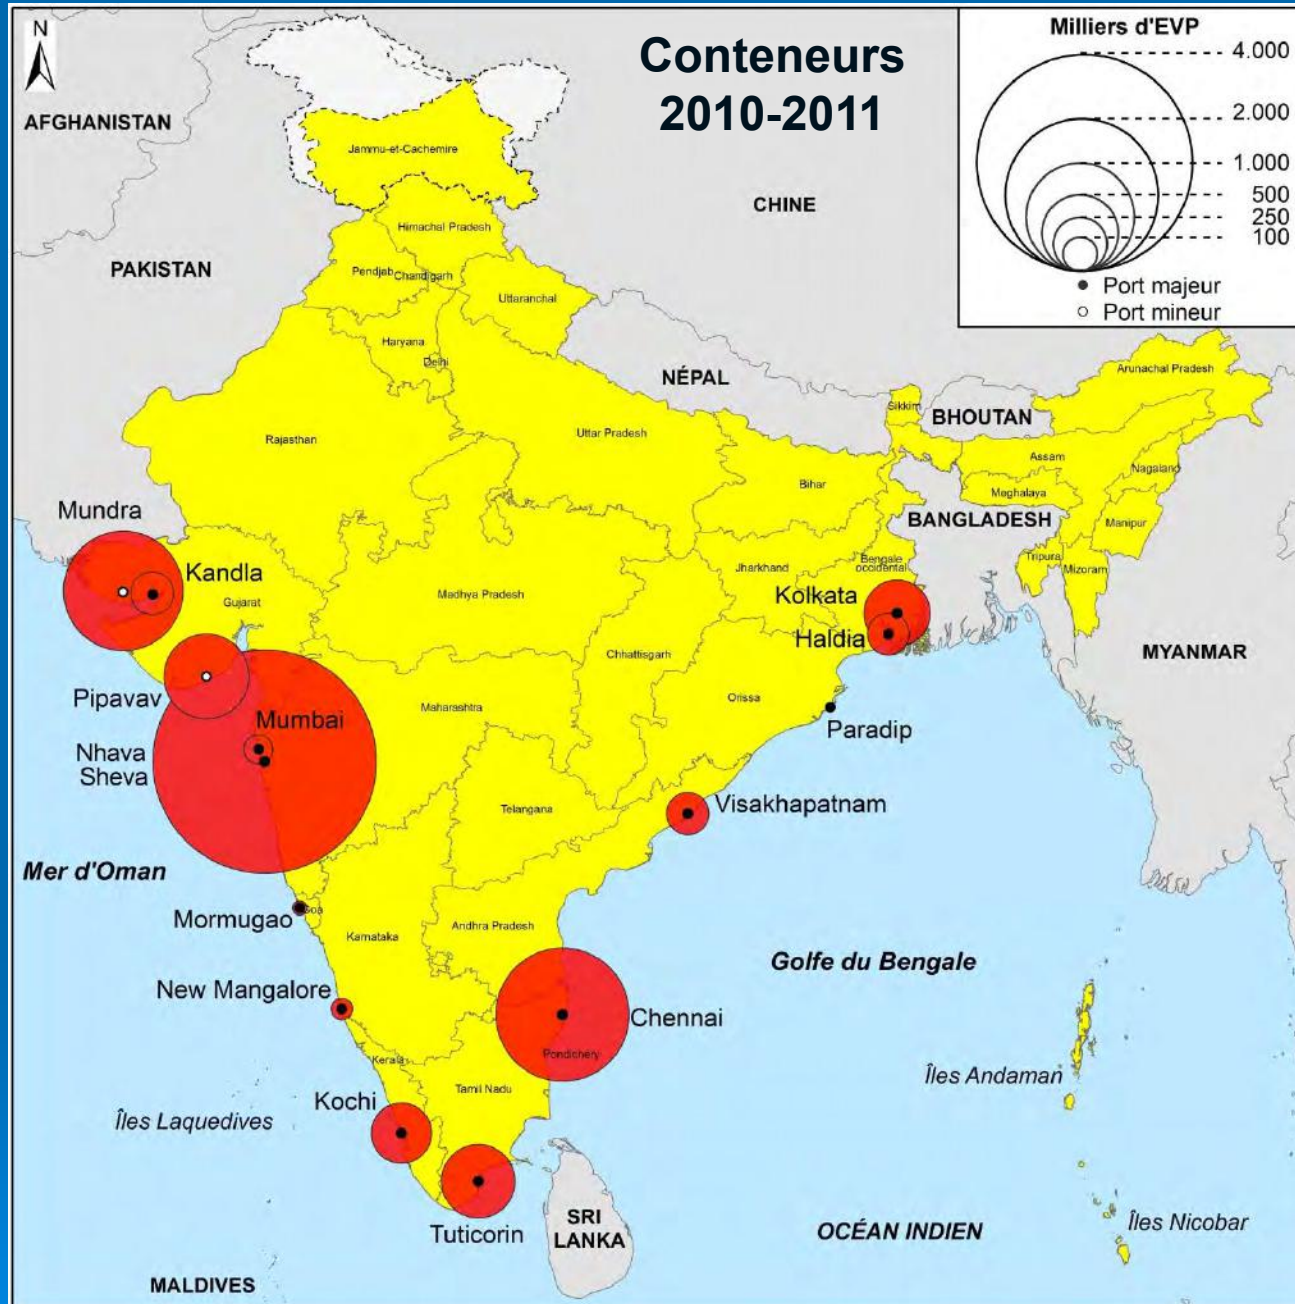 N
Conteneurs
2010-2011
Milliers d'EVP
4.000
2.000
1.000
500
250
100
Port majeur
Port mineur
AFGHANISTAN
Jammu-et-Cachemire
CHINE
Himachal Pradesh
PAKISTAN
Pendjab
Chandigarh
Uttaranchal
Haryana
Delhi
NÉPAL
Arunachal Pradesh
Sikkim
BHOUTAN
Rajasthan
Uttar Pradesh
Assam
Nagaland
Bihar
Meghalaya
Mundra
BANGLADESH
Manipur
Kandla
Tripura
Mizoram
Jharkhand
Bengale
occidental
Gujarat
Madhya Pradesh
Kolkata
Haldia
MYANMAR
Chhattisgarh
Pipavav
Orissa
Maharashtra
Mumbai
Paradip
Nhava
Sheva
Telangana
Visakhapatnam
Mer d'Oman
Mormugao
Goa
Andhra Pradesh
Karnataka
Golfe du Bengale
New Mangalore
Chennai
Pondichery
Kerala
Tamil Nadu
Îles Andaman
Kochi
Îles Laquedives
Tuticorin
SRI
LANKA
OCÉAN INDIEN
Îles Nicobar
MALDIVES